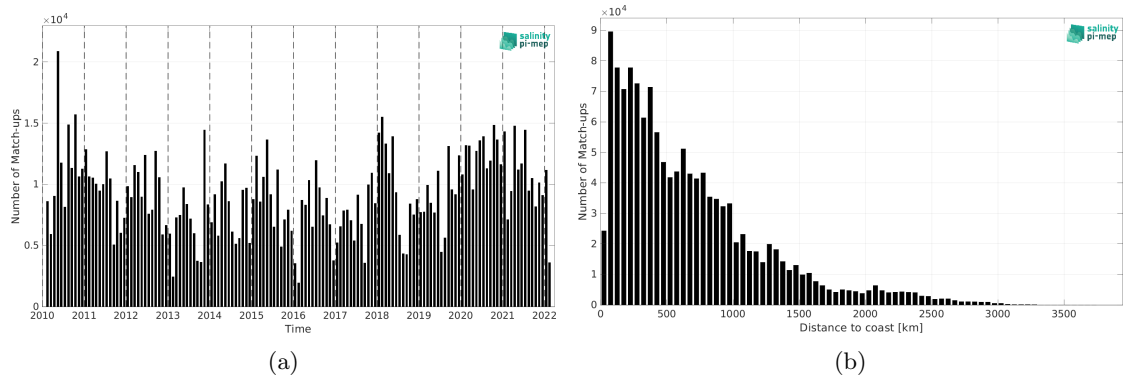 ×10⁴
2
1.5
1
0.5
0
Number of Match-ups
2010 2011 2012 2013 2014 2015 2016 2017 2018 2019 2020 2021 2022
Time
salinity
pi-mep
(a)
×10⁴
9
8
7
6
5
4
3
2
1
0
Number of Match-ups
0 500 1000 1500 2000 2500 3000 3500
Distance to coast [km]
salinity
pi-mep
(b)